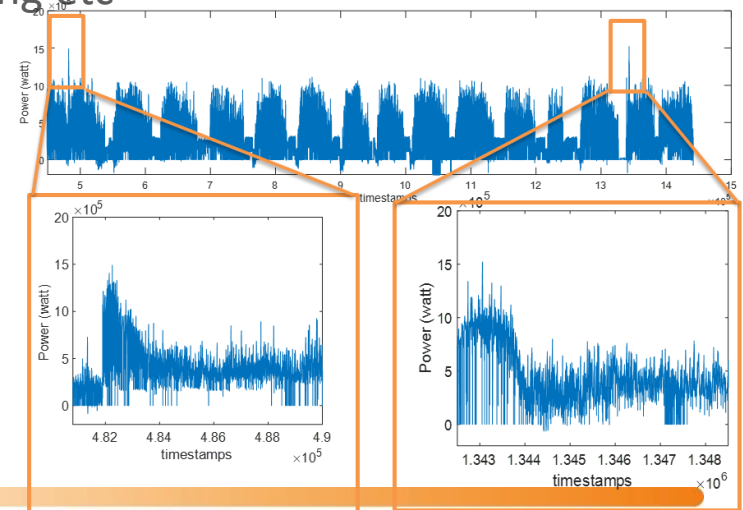 20 ×10
15
10
5
0
Power (watt)
5 6 7 8 9 10 11 12 13 14 15
timestamps
20 ×10⁵
15
10
5
0
Power (watt)
4.82 4.84 4.86 4.88 4.9
timestamps ×10⁵
20 ×10⁵
15
10
5
0
Power (watt)
1.343 1.344 1.345 1.346 1.347 1.348
timestamps ×10⁶